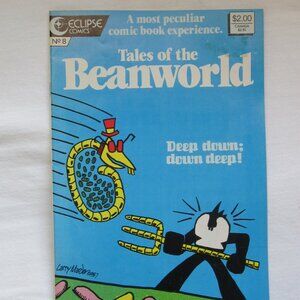 ECLIPSE
COMICS
Nº 8
A most peculiar
comic book experience.
$2.00
Tales of the
Beanworld
Deep down;
down deep!
Larry Marder